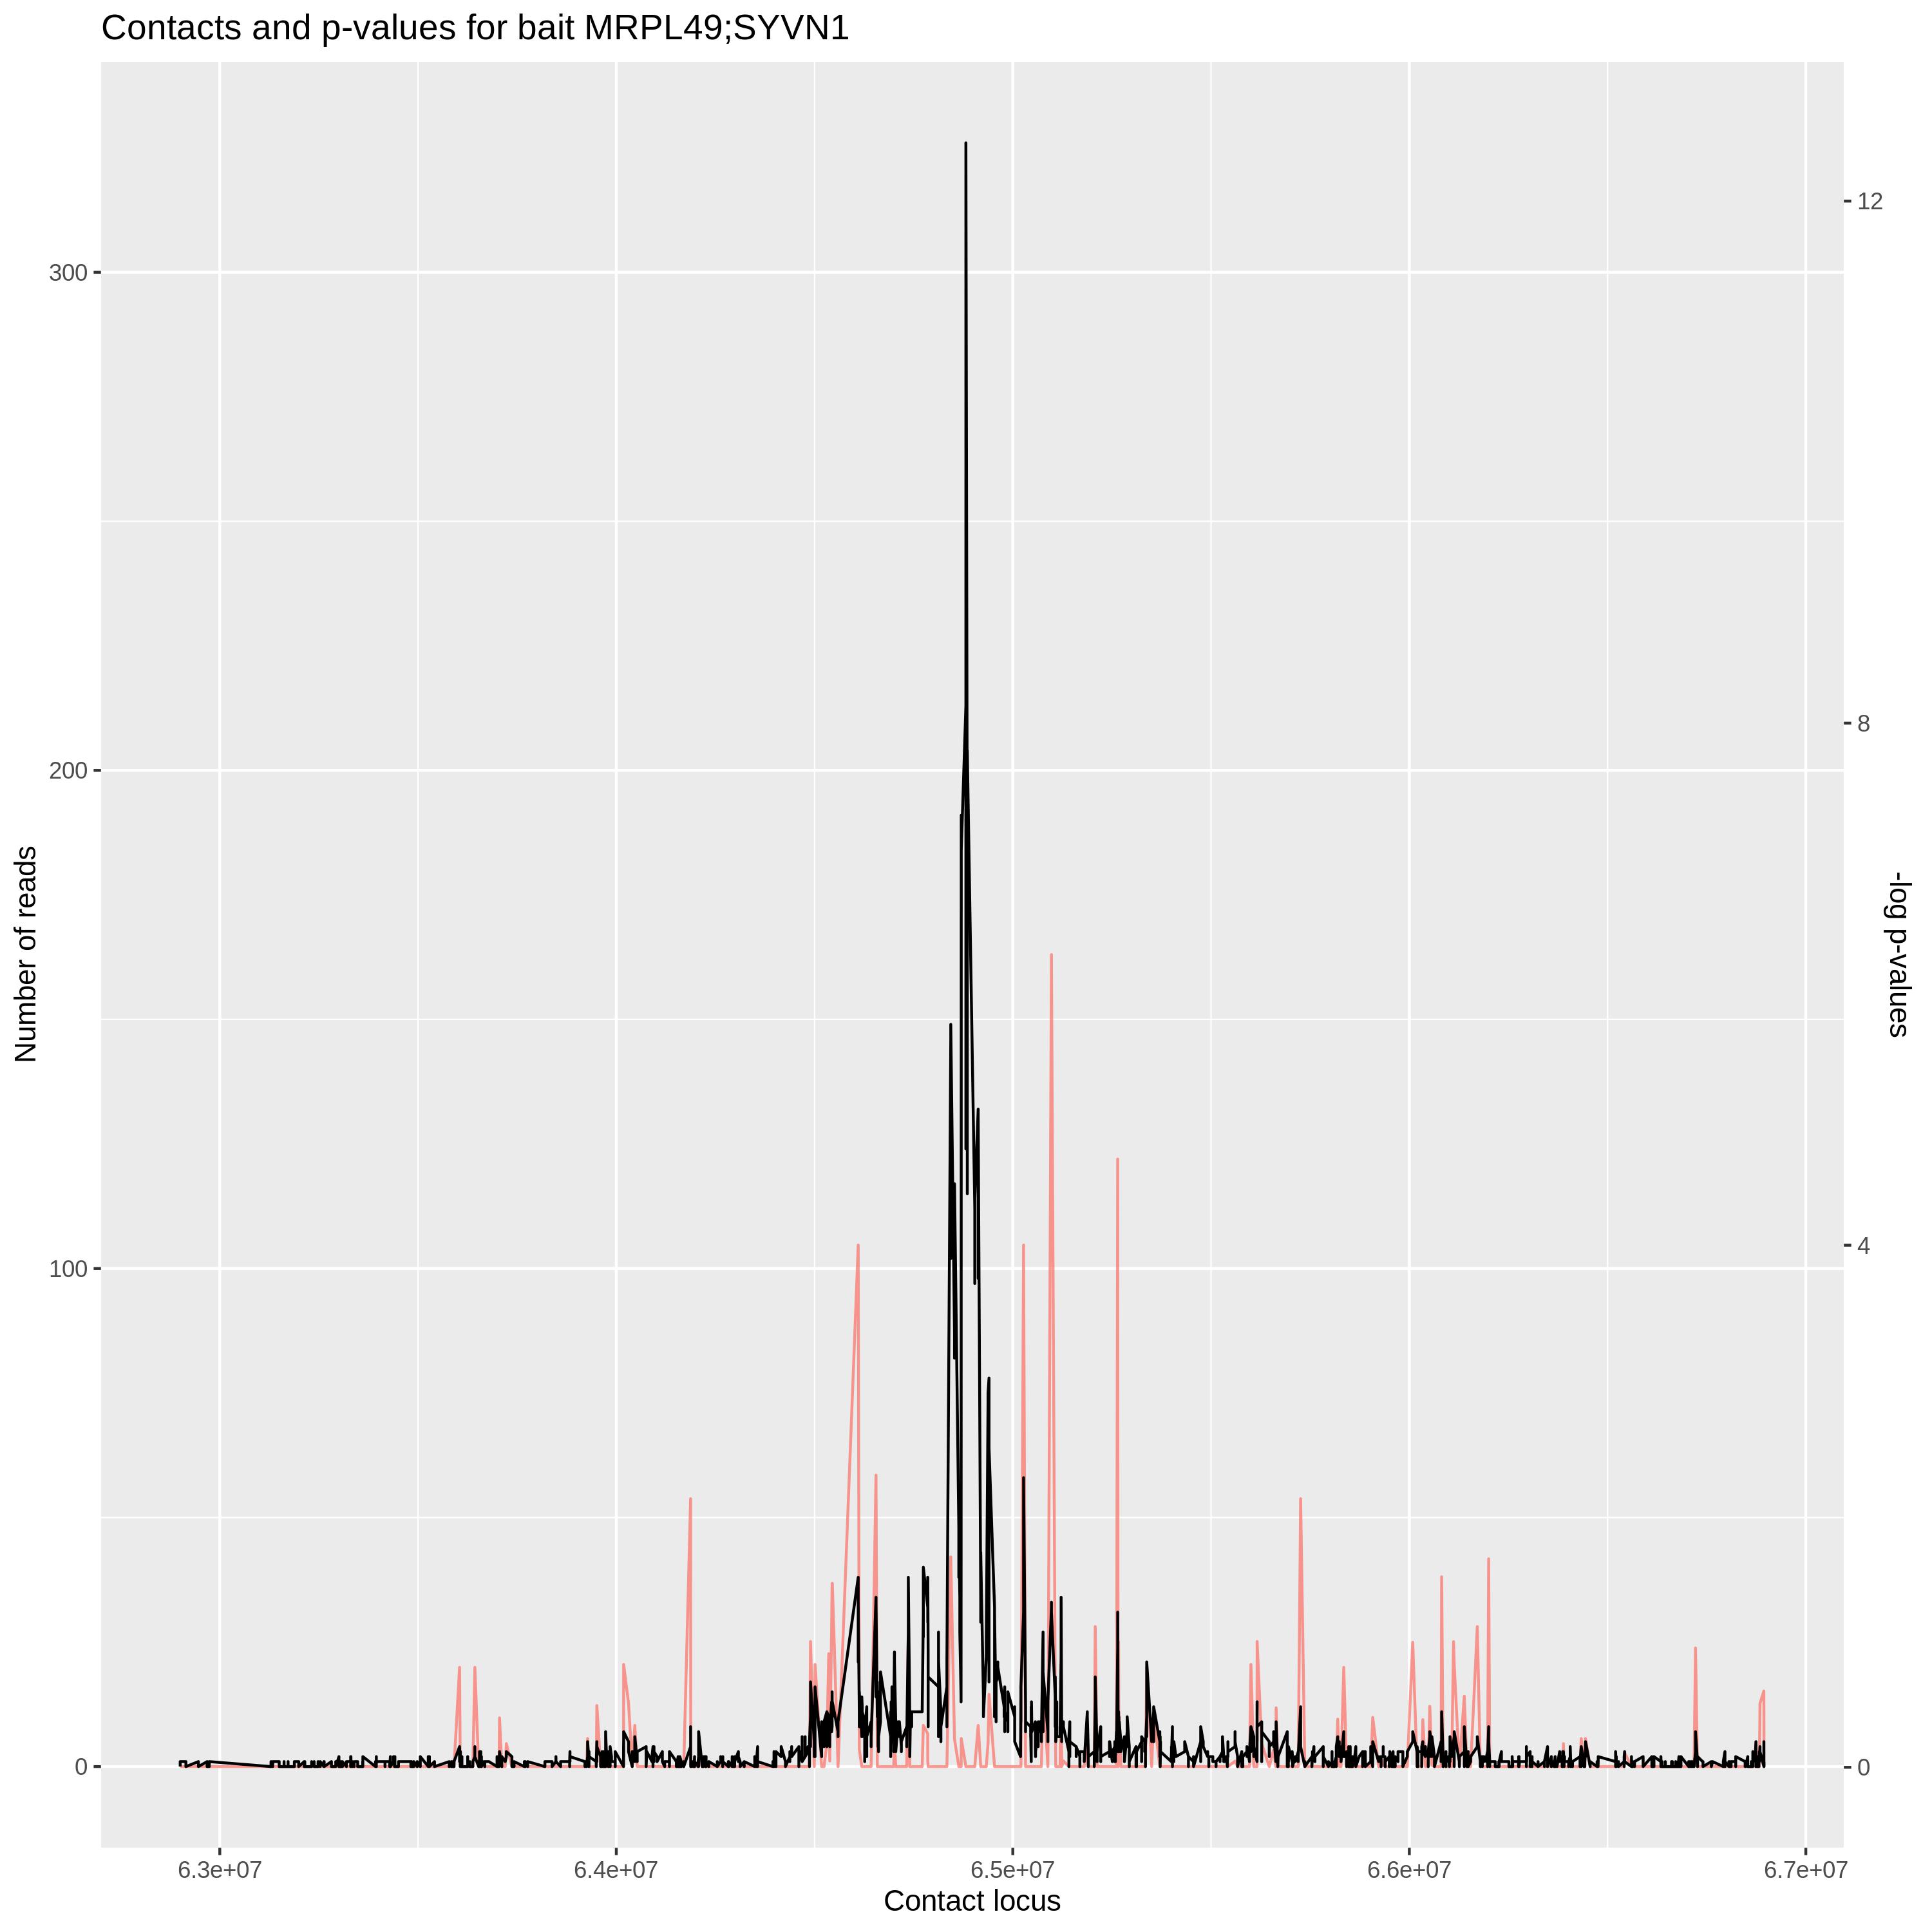 Contacts and p-values for bait MRPL49;SYVN1
12
300
8
200
Number of reads
-log p-values
4
100
0
0
6.3e+07
6.4e+07
6.5e+07
6.6e+07
6.7e+07
Contact locus